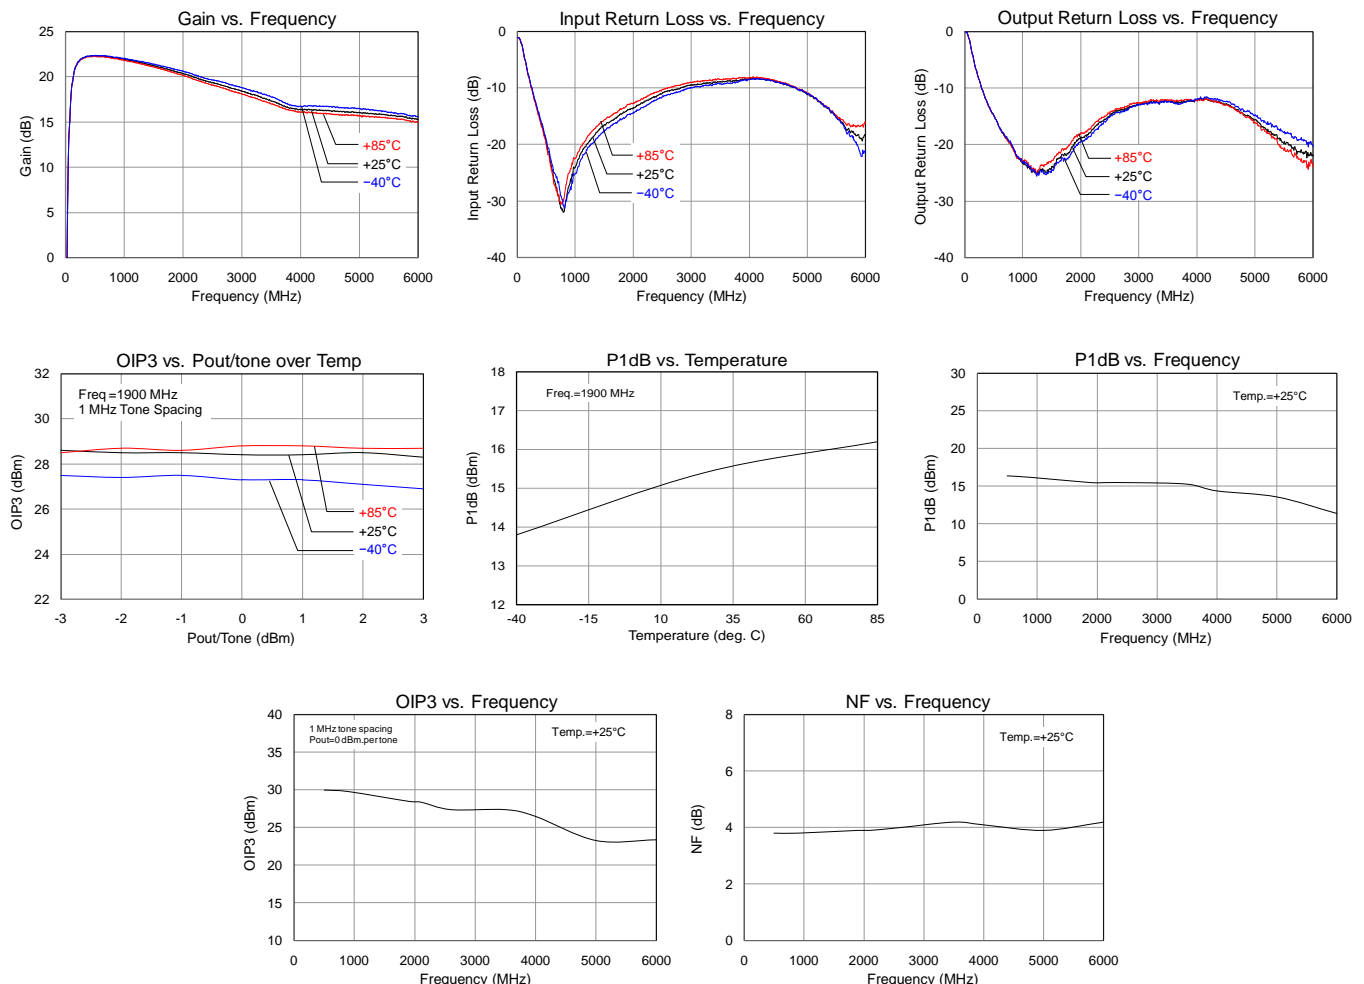 Gain vs. Frequency
25
20
15
10
5
0
0 1000 2000 3000 4000 5000 6000
Gain (dB)
Frequency (MHz)
+85°C
+25°C
−40°C
Input Return Loss vs. Frequency
0
-10
-20
-30
-40
0 1000 2000 3000 4000 5000 6000
Input Return Loss (dB)
Frequency (MHz)
+85°C
+25°C
−40°C
Output Return Loss vs. Frequency
0
-10
-20
-30
-40
0 1000 2000 3000 4000 5000 6000
Output Return Loss (dB)
Frequency (MHz)
+85°C
+25°C
−40°C
OIP3 vs. Pout/tone over Temp
32
30
28
26
24
22
-3 -2 -1 0 1 2 3
OIP3 (dBm)
Pout/Tone (dBm)
Freq =1900 MHz
1 MHz Tone Spacing
+85°C
+25°C
−40°C
P1dB vs. Temperature
18
17
16
15
14
13
12
-40 -15 10 35 60 85
P1dB (dBm)
Temperature (deg. C)
Freq.=1900 MHz
P1dB vs. Frequency
30
25
20
15
10
5
0
0 1000 2000 3000 4000 5000 6000
P1dB (dBm)
Frequency (MHz)
Temp.=+25°C
OIP3 vs. Frequency
40
35
30
25
20
15
10
0 1000 2000 3000 4000 5000 6000
OIP3 (dBm)
Frequency (MHz)
1 MHz tone spacing
Pout=0 dBm.per tone
Temp.=+25°C
NF vs. Frequency
8
6
4
2
0
0 1000 2000 3000 4000 5000 6000
NF (dB)
Frequency (MHz)
Temp.=+25°C